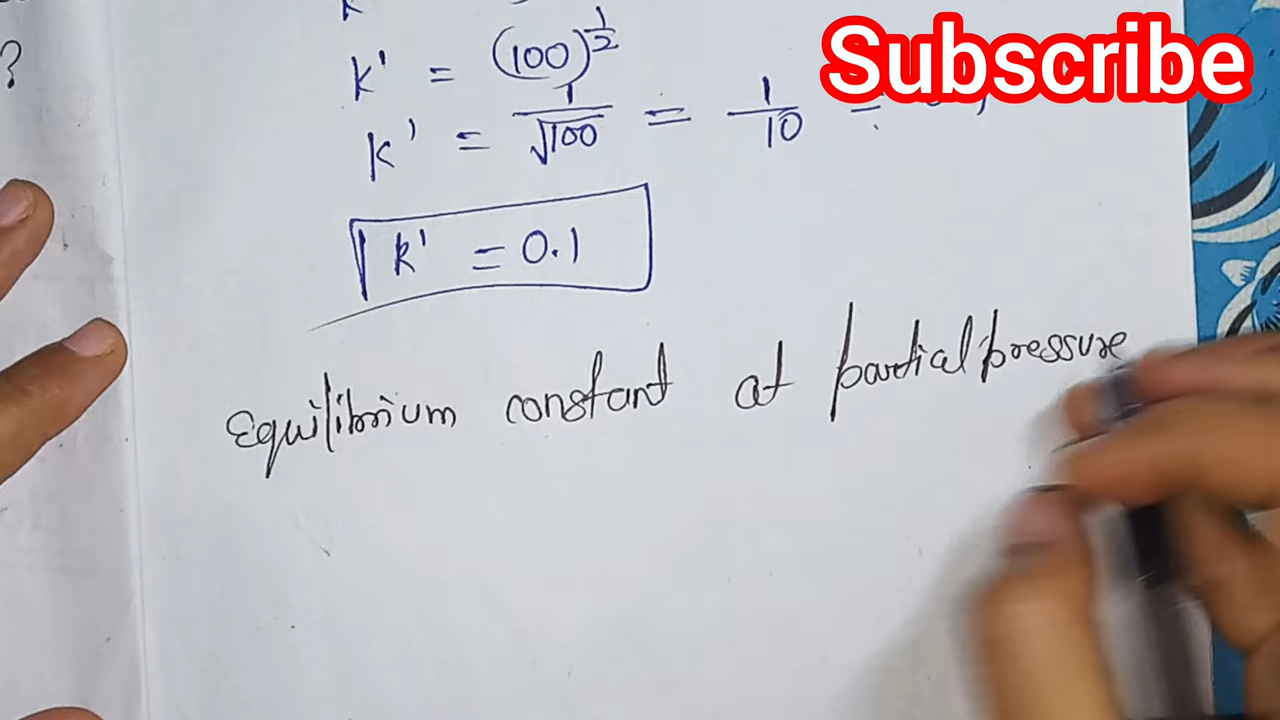 ?
Subscribe
K' = (100)^½
K' = 1/√100 = 1/10 =
K' = 0.1
Equilibrium constant at partial pressure